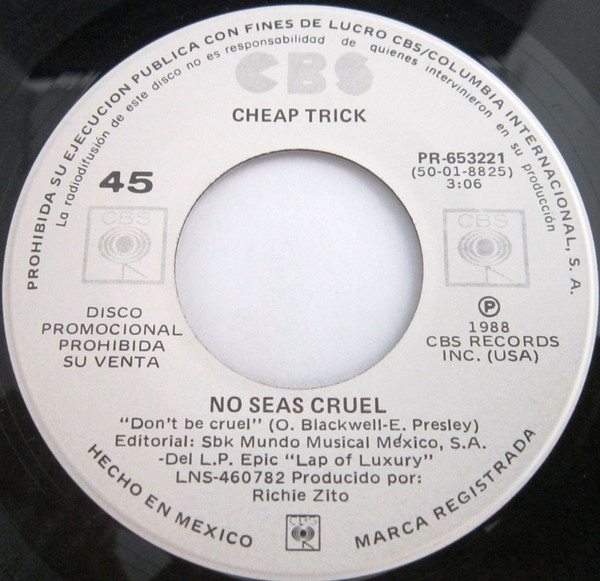 PROHIBIDA SU EJECUCION PUBLICA CON FINES DE LUCRO CBS/COLUMBIA INTERNACIONAL, S. A.
La radiodifusión de este disco no es responsabilidad de quienes intervinieron en su producción
CBS
CHEAP TRICK
45
PR-653221
(50-01-8825)
3:06
CBS
CBS
DISCO
PROMOCIONAL
PROHIBIDA
SU VENTA
℗
1988
CBS RECORDS
INC. (USA)
NO SEAS CRUEL
"Don't be cruel" (O. Blackwell-E. Presley)
Editorial: Sbk Mundo Musical México, S.A.
-Del L.P. Epic "Lap of Luxury"
LNS-460782 Producido por:
Richie Zito
HECHO EN MEXICO
CBS
MARCA REGISTRADA